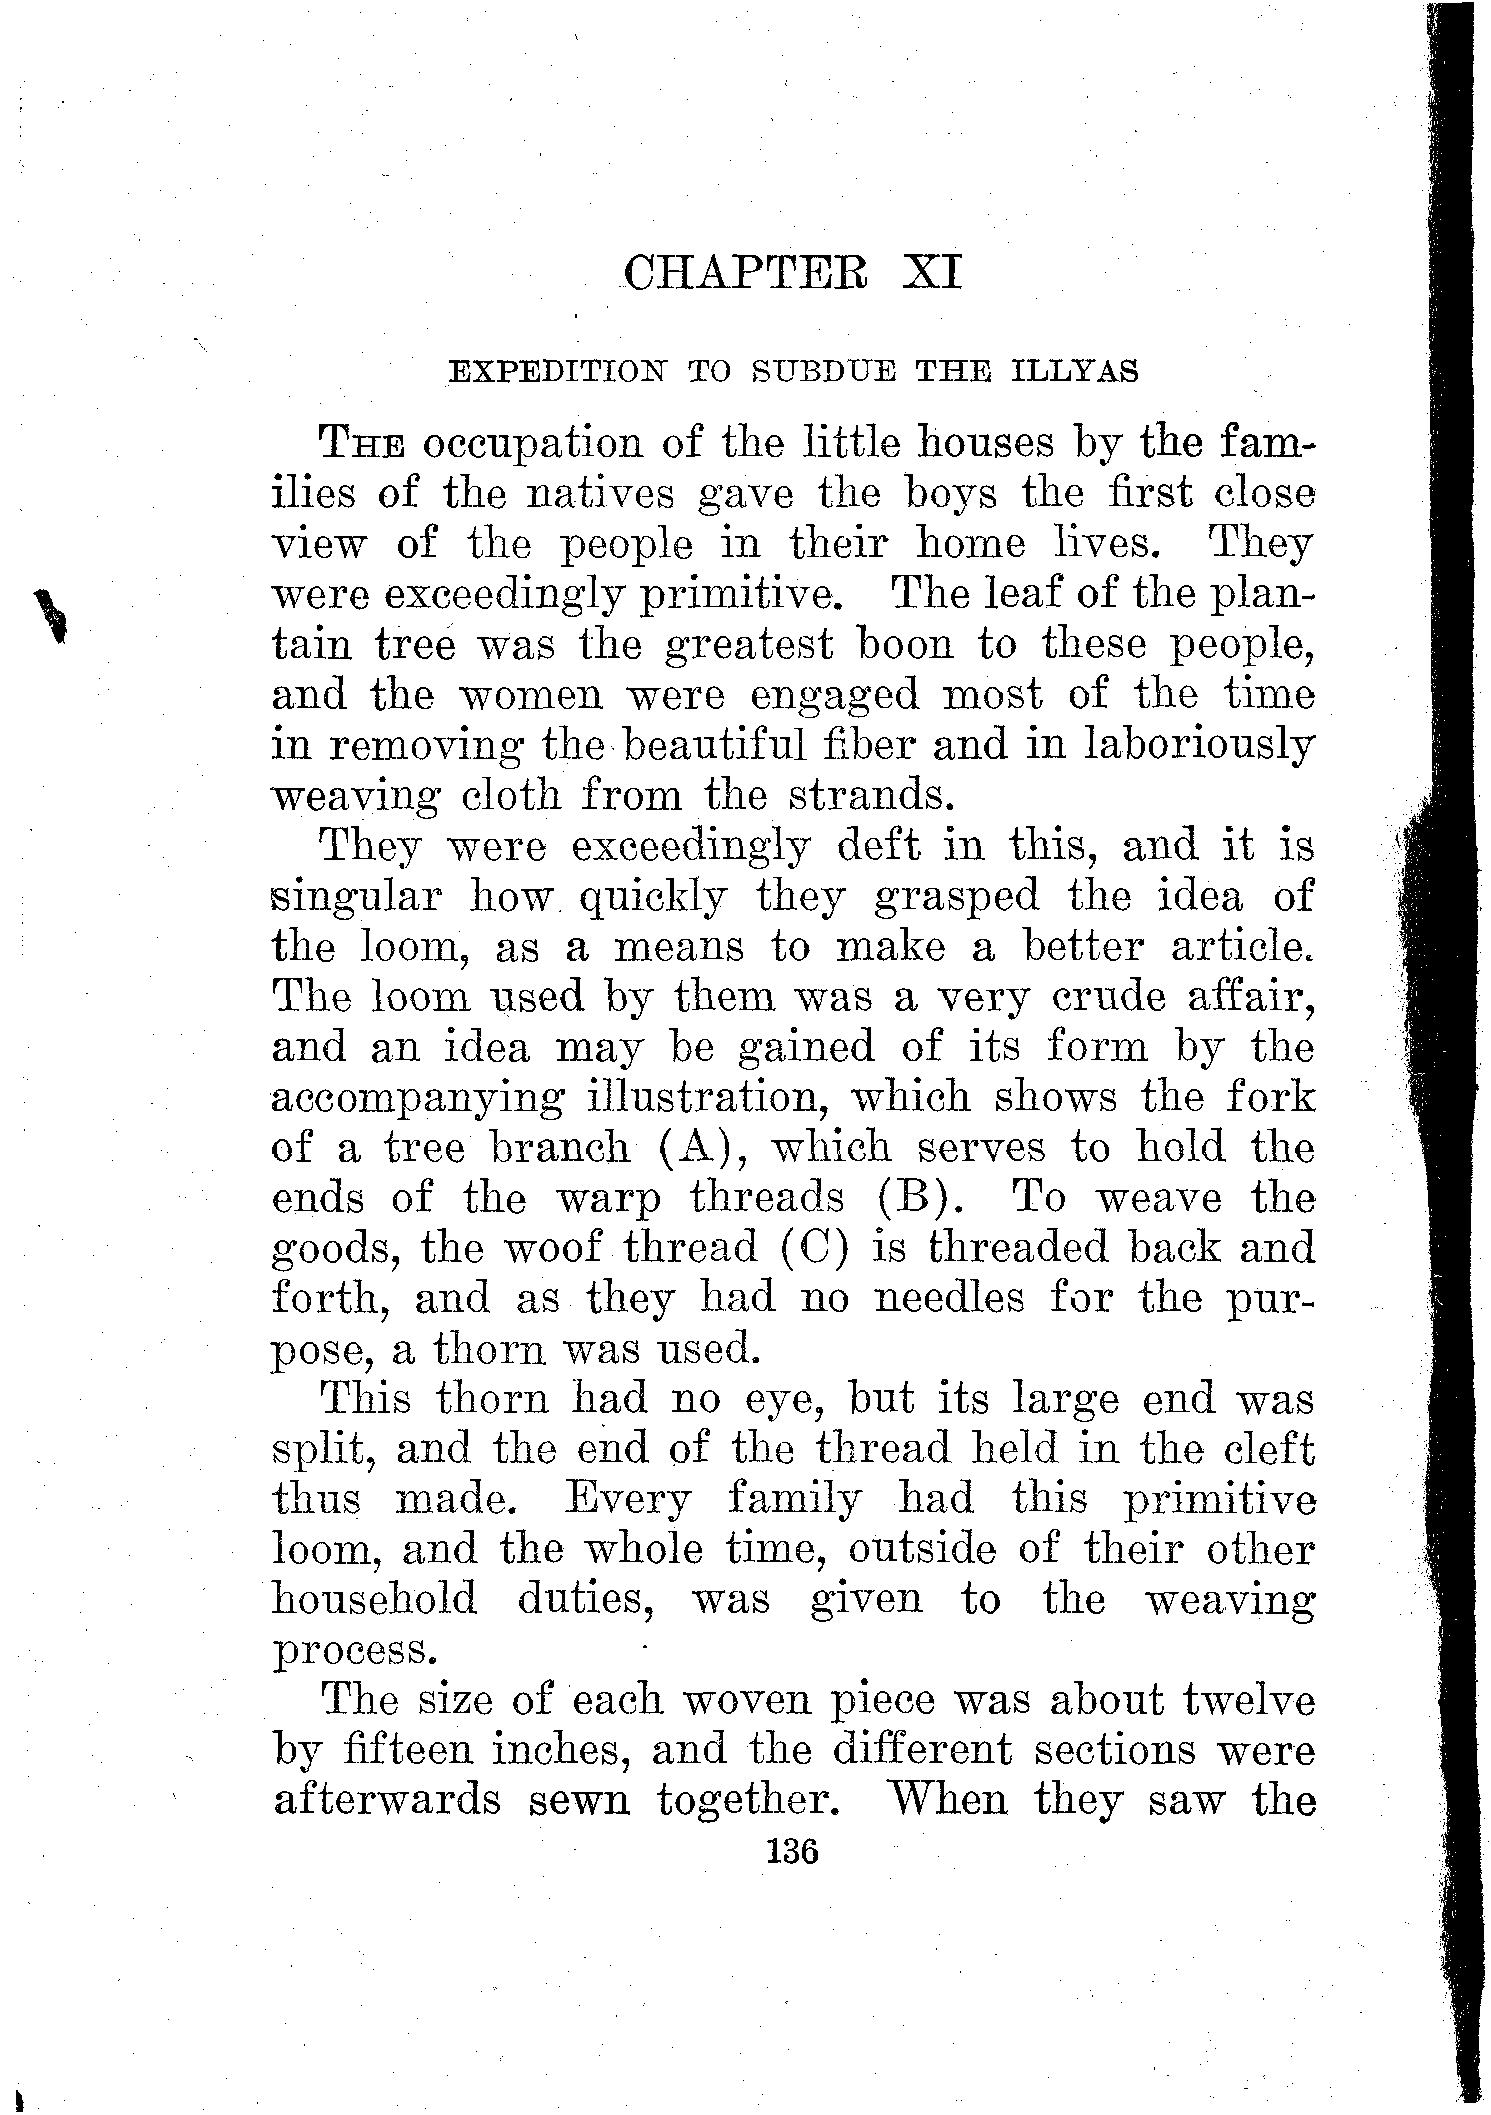 CHAPTER XI
EXPEDITION TO SUBDUE THE ILLYAS
THE occupation of the little houses by the fam-
ilies of the natives gave the boys the first close
view of the people in their home lives. They
were exceedingly primitive. The leaf of the plan-
tain tree was the greatest boon to these people,
and the women were engaged most of the time
in removing the beautiful fiber and in laboriously
weaving cloth from the strands.
They were exceedingly deft in this, and it is
singular how quickly they grasped the idea of
the loom, as a means to make a better article.
The loom used by them was a very crude affair,
and an idea may be gained of its form by the
accompanying illustration, which shows the fork
of a tree branch (A), which serves to hold the
ends of the warp threads (B). To weave the
goods, the woof thread (C) is threaded back and
forth, and as they had no needles for the pur-
pose, a thorn was used.
This thorn had no eye, but its large end was
split, and the end of the thread held in the cleft
thus made. Every family had this primitive
loom, and the whole time, outside of their other
household duties, was given to the weaving
process.
The size of each woven piece was about twelve
by fifteen inches, and the different sections were
afterwards sewn together. When they saw the
136